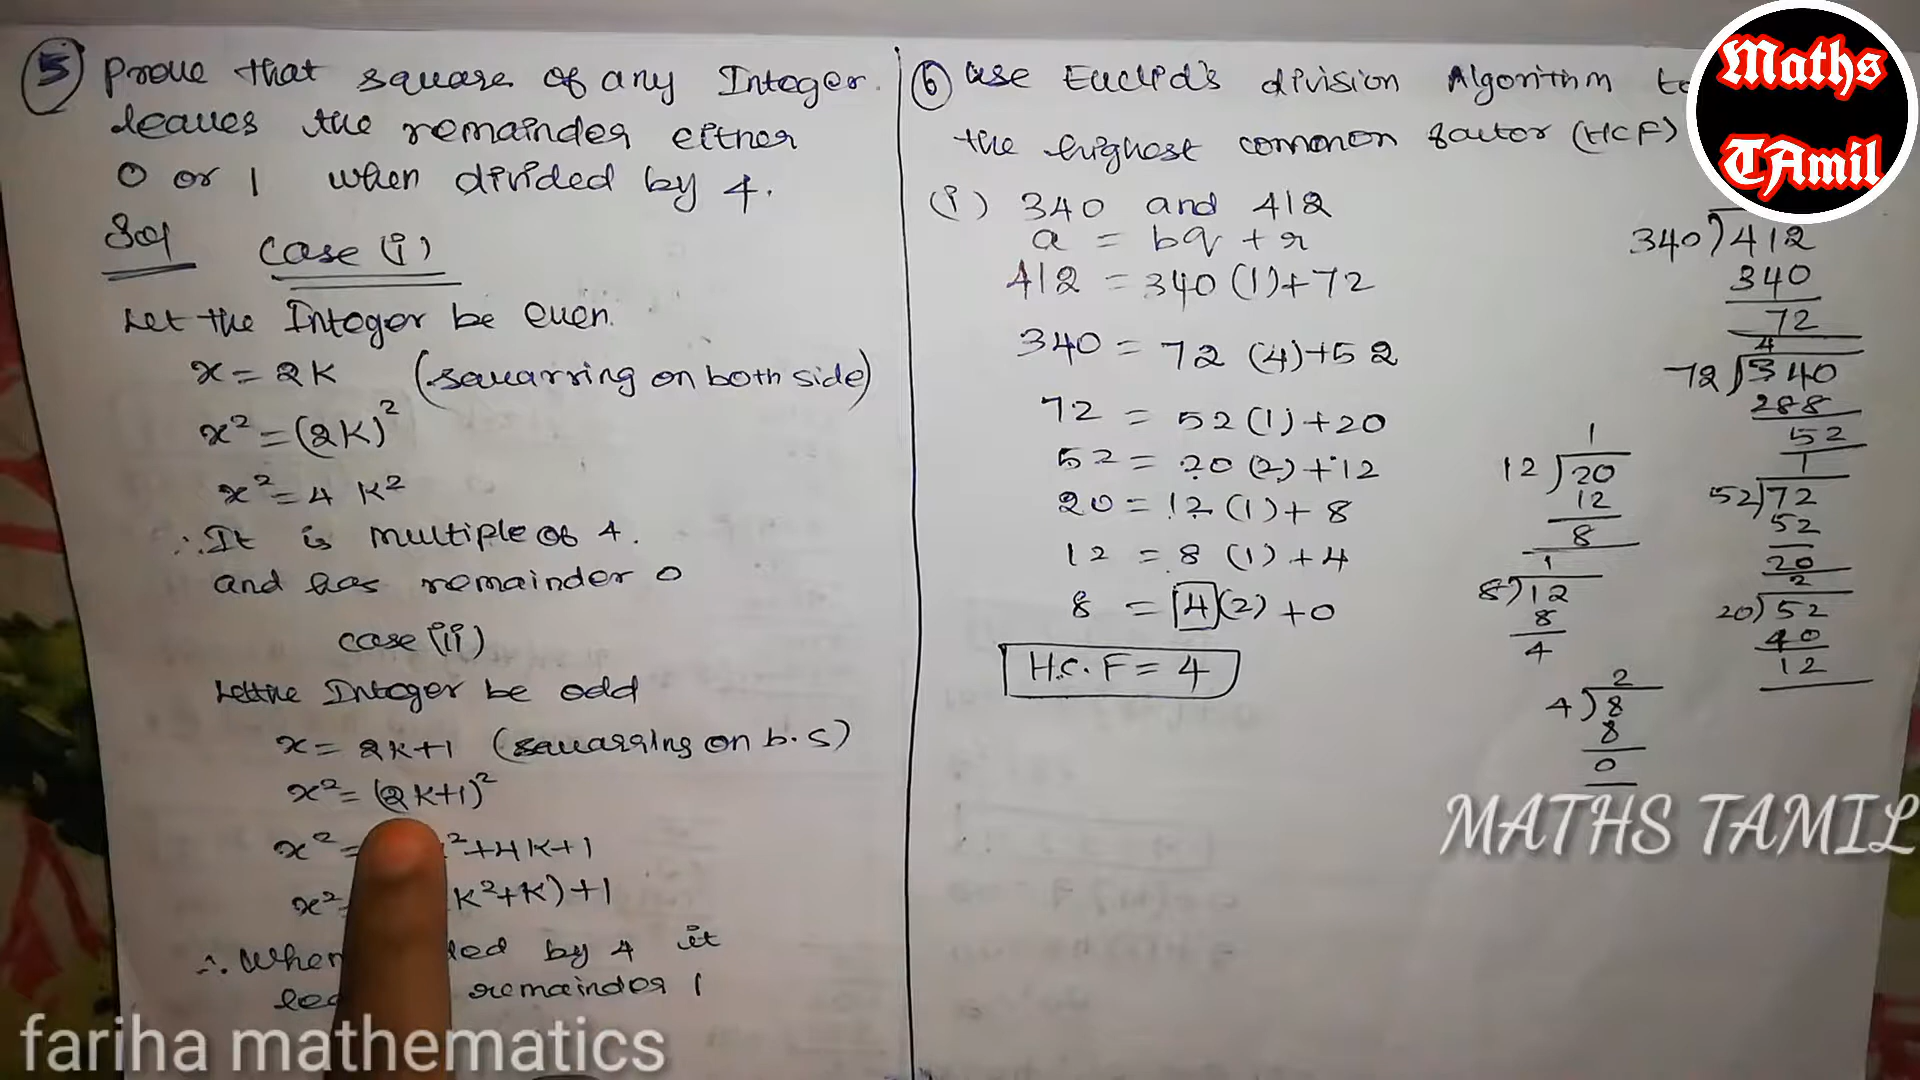 5 Prove that square of any Integer
leaves the remainder either
0 or 1 when divided by 4.
Sol Case (i)
Let the Integer be even.
x = 2K (squarring on both side)
x² = (2K)²
x² = 4 K²
∴ It is multiple of 4.
and has remainder 0
case (ii)
Let the Integer be odd
x = 2K+1 (squarring on b.s)
x² = (2K+1)²
x² = ²+4K+1
x² K²+K)+1
∴ When by 4 it
remainder 1
6 Use Euclid's division Algorithm
the highest common factor (HCF)
(i) 340 and 412
a = bq + r
412 = 340 (1)+72
340 = 72 (4)+52
72 = 52 (1)+20
52 = 20 (2)+12
20 = 12 (1)+ 8
12 = 8 (1) + 4
8 = 4 (2) +0
H.C.F = 4
340)412
340
72
4
72)340
288
52
1
52)72
52
20
2
20)52
40
12
1
12)20
12
8
1
8)12
8
4
2
4)8
8
0
Maths
TAmil
MATHS TAMIL
fariha mathematics